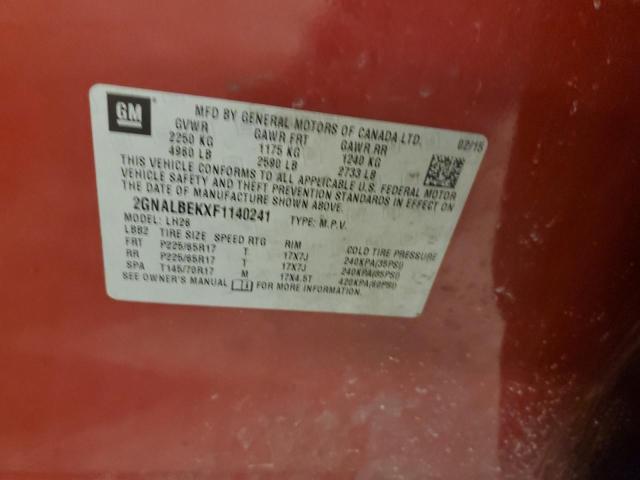 GM
MFD BY GENERAL MOTORS OF CANADA LTD.
02/15
GVWR GAWR FRT GAWR RR
2250 KG 1175 KG 1240 KG
4960 LB 2590 LB 2733 LB
THIS VEHICLE CONFORMS TO ALL APPLICABLE U.S. FEDERAL MOTOR
VEHICLE SAFETY, BUMPER, AND THEFT PREVENTION STANDARDS IN EFFECT ON
THE DATE OF MANUFACTURE SHOWN ABOVE.
2GNALBEKXF1140241 TYPE: M.P.V.
MODEL: LH26
LBB2 TIRE SIZE SPEED RTG RIM COLD TIRE PRESSURE
FRT P225/65R17 T 17X7J 240KPA(35PSI)
RR P225/65R17 T 17X7J 240KPA(35PSI)
SPA T145/70R17 M 17X4.5T 420KPA(60PSI)
SEE OWNER'S MANUAL FOR MORE INFORMATION.